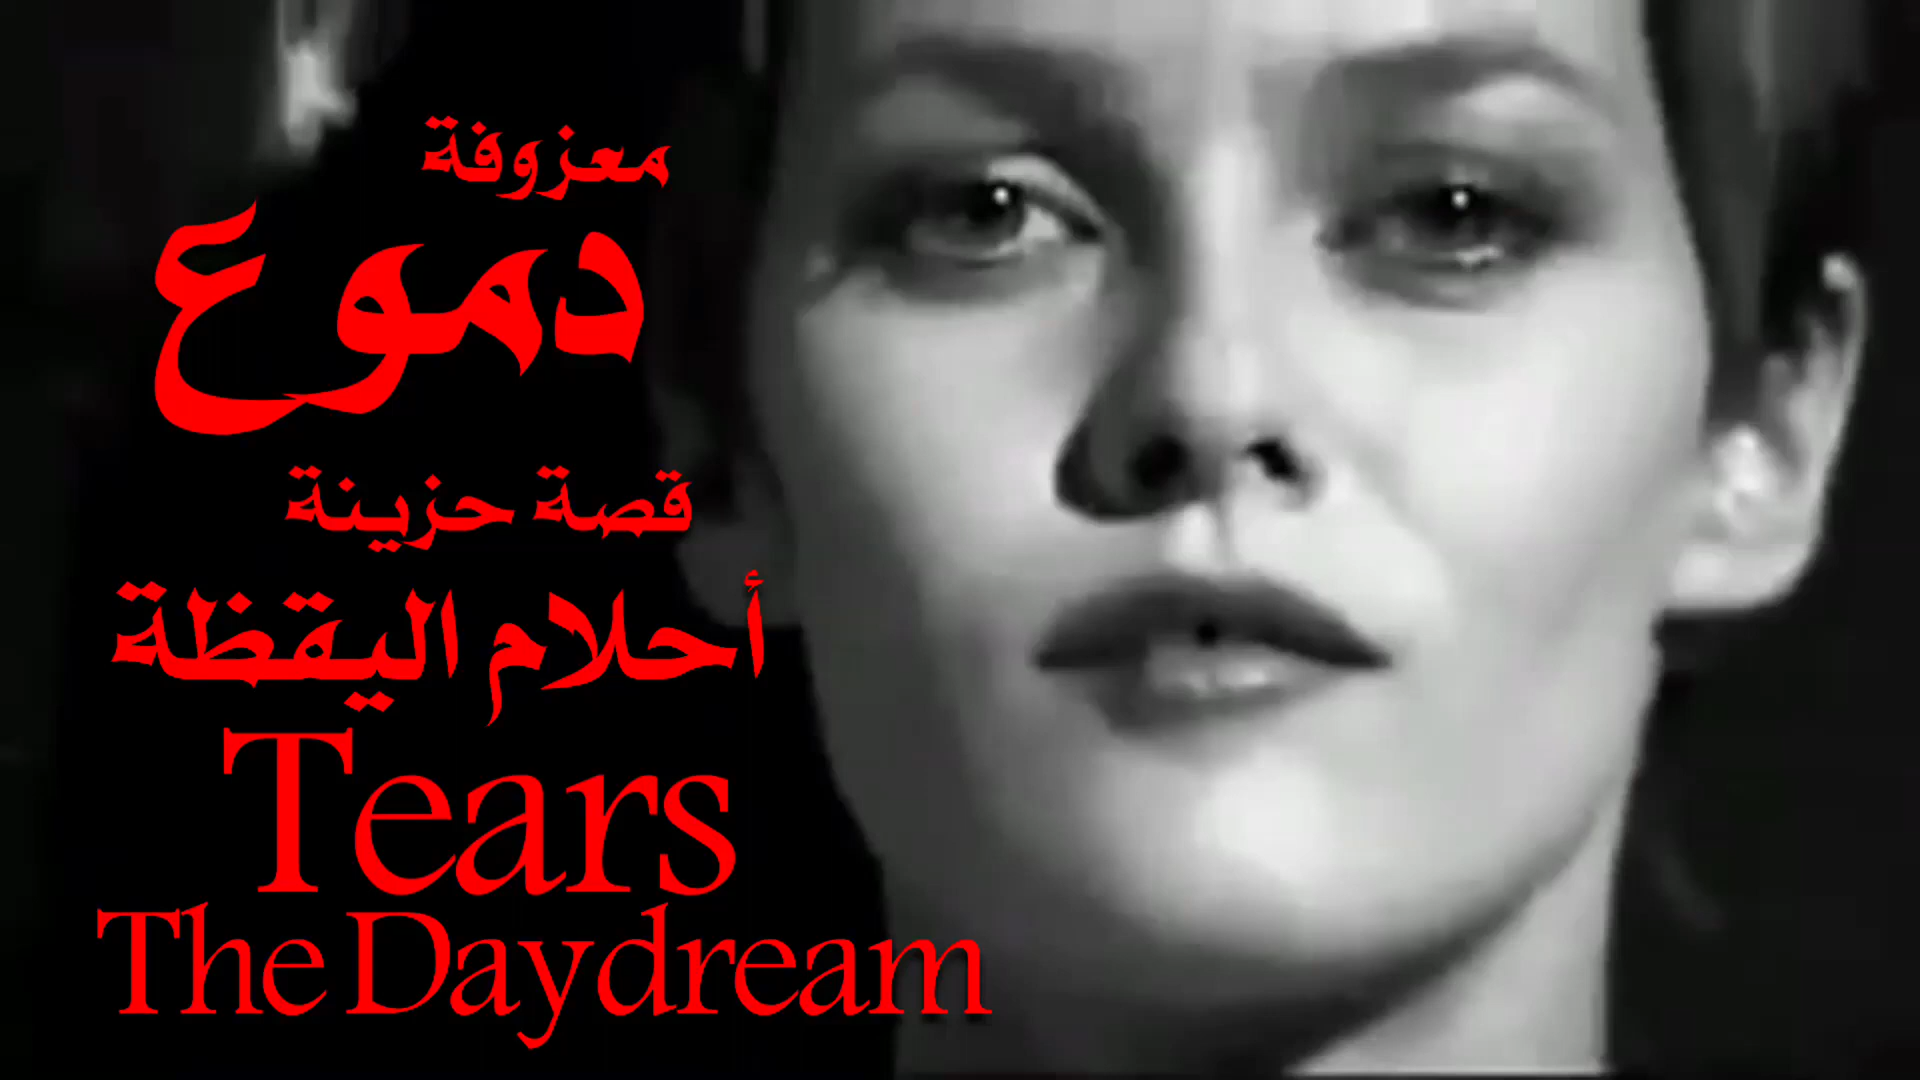 معزوفة
دموع
قصة حزينة
أحلام اليقظة
Tears
The Daydream